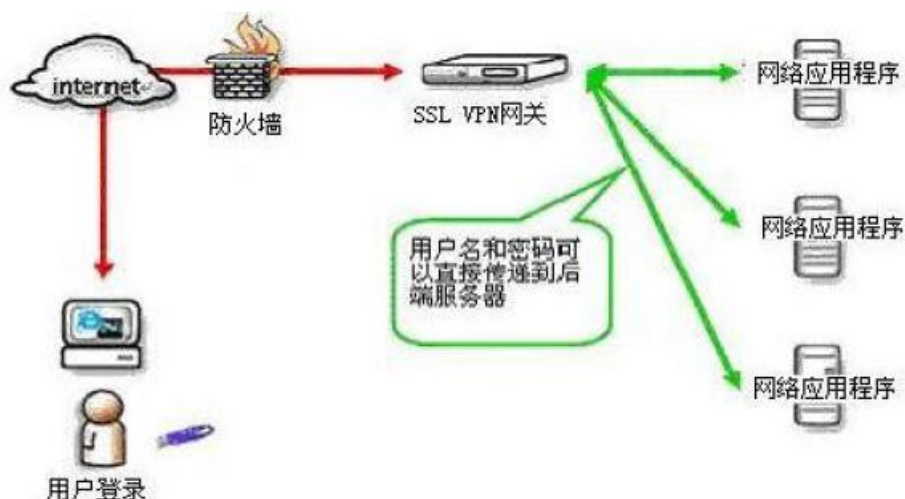 internet
防火墙
SSL VPN网关
网络应用程序
网络应用程序
网络应用程序
用户名和密码可
以直接传递到后
端服务器
用户登录